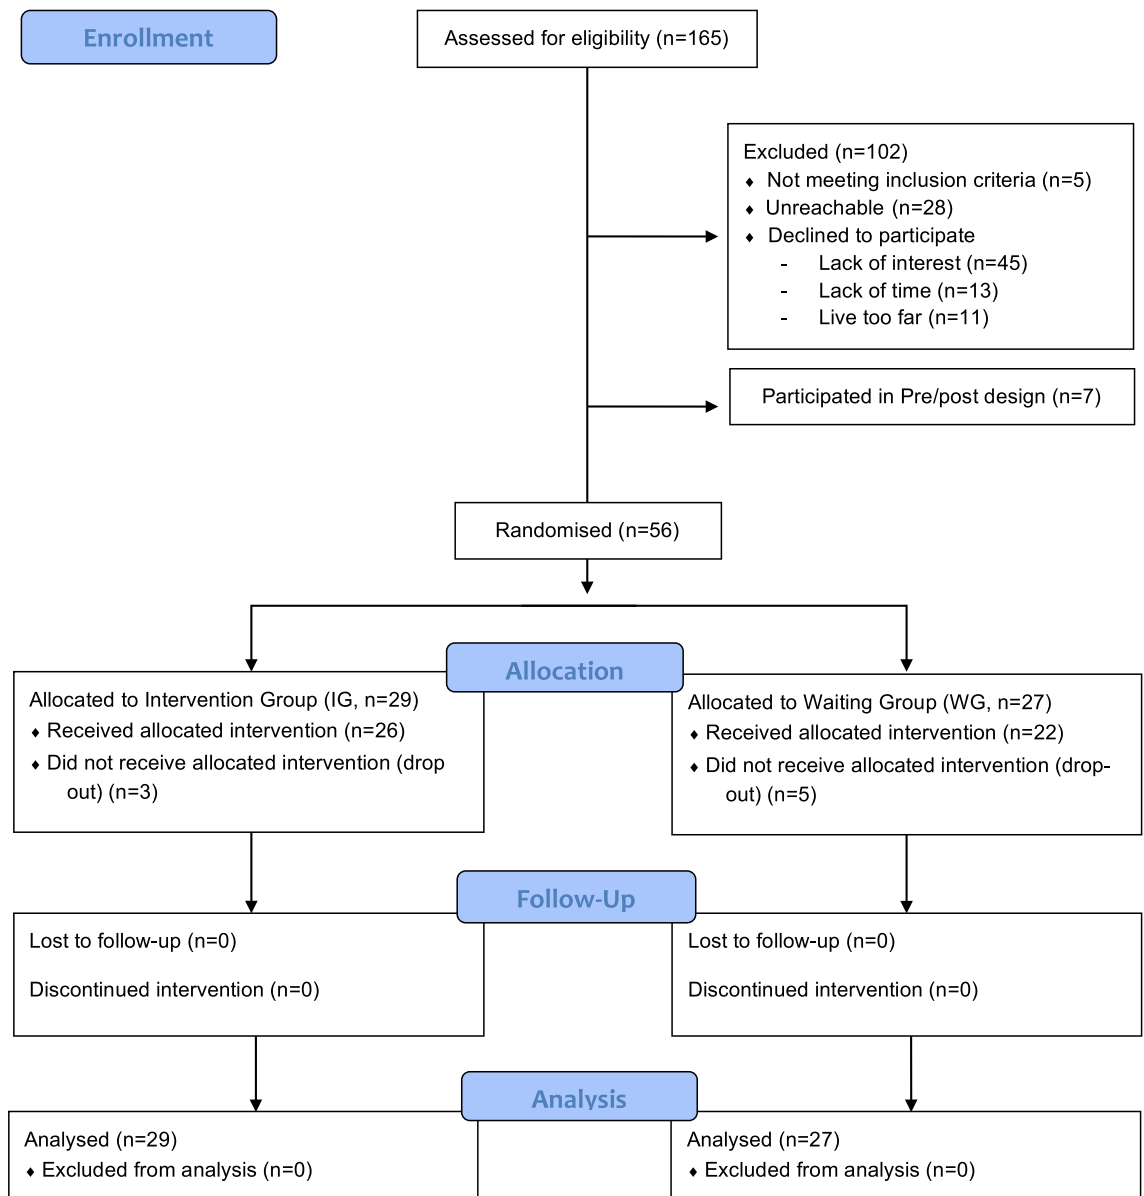 Enrollment
Assessed for eligibility (n=165)
Excluded (n=102)
♦ Not meeting inclusion criteria (n=5)
♦ Unreachable (n=28)
♦ Declined to participate
- Lack of interest (n=45)
- Lack of time (n=13)
- Live too far (n=11)
Participated in Pre/post design (n=7)
Randomised (n=56)
Allocation
Allocated to Intervention Group (IG, n=29)
♦ Received allocated intervention (n=26)
♦ Did not receive allocated intervention (drop
out) (n=3)
Allocated to Waiting Group (WG, n=27)
♦ Received allocated intervention (n=22)
♦ Did not receive allocated intervention (drop-
out) (n=5)
Follow-Up
Lost to follow-up (n=0)
Discontinued intervention (n=0)
Lost to follow-up (n=0)
Discontinued intervention (n=0)
Analysis
Analysed (n=29)
♦ Excluded from analysis (n=0)
Analysed (n=27)
♦ Excluded from analysis (n=0)